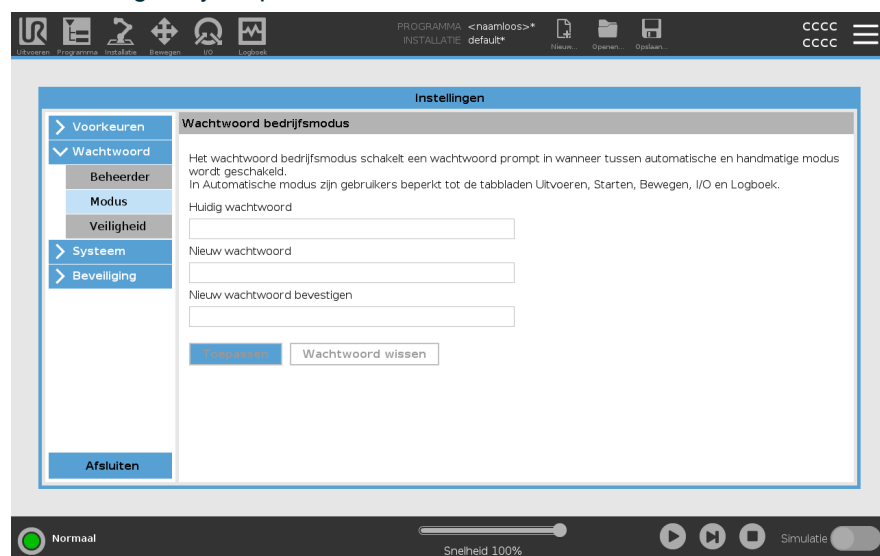 PROGRAMMA <naamloos>*
INSTALLATIE default*
CCCC
CCCC
Uitvoeren Programma Installatie Bewegen I/O Logboek Nieuw... Openen... Opslaan...
Instellingen
Voorkeuren
Wachtwoord
Beheerder
Modus
Veiligheid
Systeem
Beveiliging
Afsluiten
Wachtwoord bedrijfsmodus
Het wachtwoord bedrijfsmodus schakelt een wachtwoord prompt in wanneer tussen automatische en handmatige modus
wordt geschakeld.
In Automatische modus zijn gebruikers beperkt tot de tabbladen Uitvoeren, Starten, Bewegen, I/O en Logboek.
Huidig wachtwoord
Nieuw wachtwoord
Nieuw wachtwoord bevestigen
Toepassen Wachtwoord wissen
Normaal
Snelheid 100%
Simulatie